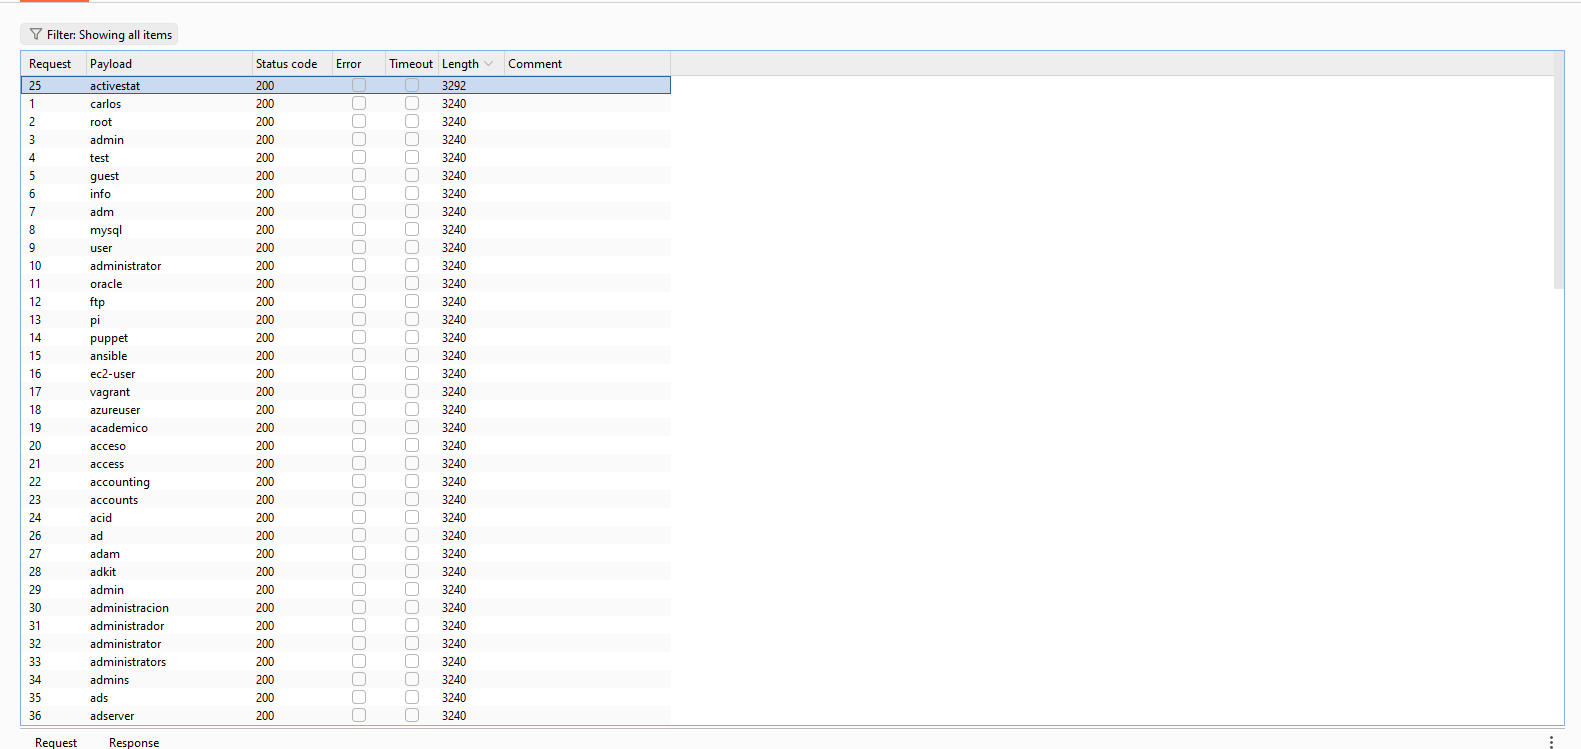 Filter: Showing all items
Request Payload Status code Error Timeout Length Comment
25 activestat 200 3292
1 carlos 200 3240
2 root 200 3240
3 admin 200 3240
4 test 200 3240
5 guest 200 3240
6 info 200 3240
7 adm 200 3240
8 mysql 200 3240
9 user 200 3240
10 administrator 200 3240
11 oracle 200 3240
12 ftp 200 3240
13 pi 200 3240
14 puppet 200 3240
15 ansible 200 3240
16 ec2-user 200 3240
17 vagrant 200 3240
18 azureuser 200 3240
19 academico 200 3240
20 acceso 200 3240
21 access 200 3240
22 accounting 200 3240
23 accounts 200 3240
24 acid 200 3240
26 ad 200 3240
27 adam 200 3240
28 adkit 200 3240
29 admin 200 3240
30 administracion 200 3240
31 administrador 200 3240
32 administrator 200 3240
33 administrators 200 3240
34 admins 200 3240
35 ads 200 3240
36 adserver 200 3240
Request Response